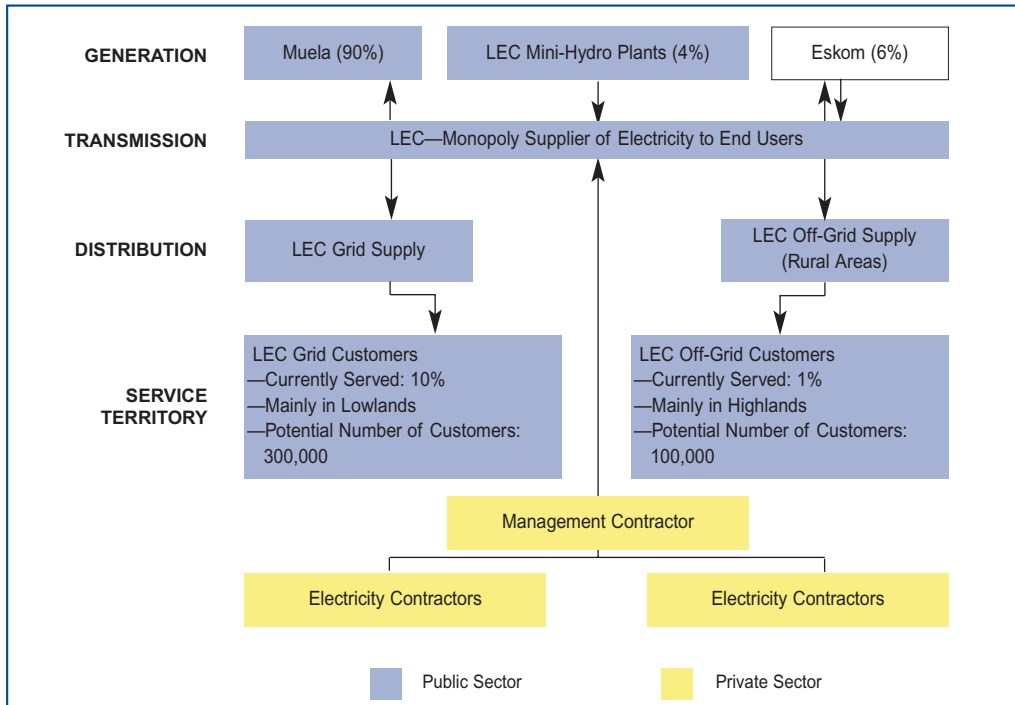 GENERATION
Muela (90%)
LEC Mini-Hydro Plants (4%)
Eskom (6%)
TRANSMISSION
LEC—Monopoly Supplier of Electricity to End Users
DISTRIBUTION
LEC Grid Supply
LEC Off-Grid Supply
(Rural Areas)
SERVICE
TERRITORY
LEC Grid Customers
—Currently Served: 10%
—Mainly in Lowlands
—Potential Number of Customers:
300,000
LEC Off-Grid Customers
—Currently Served: 1%
—Mainly in Highlands
—Potential Number of Customers:
100,000
Management Contractor
Electricity Contractors
Electricity Contractors
Public Sector
Private Sector